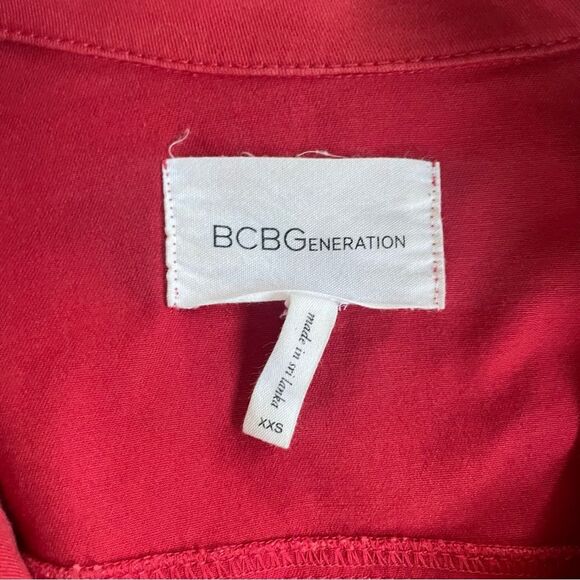 BCBGENERATION
made in sri lanka
XXS